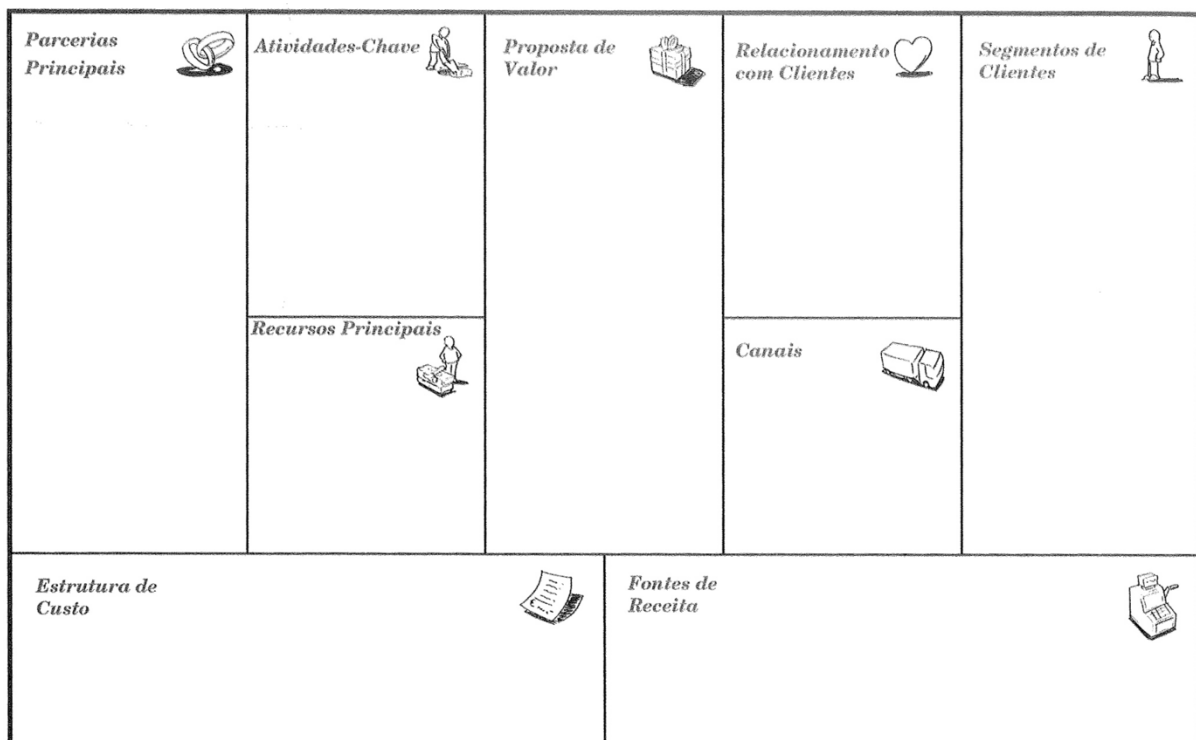 Parcerias
Principais
Atividades-Chave
Recursos Principais
Proposta de
Valor
Relacionamento
com Clientes
Canais
Segmentos de
Clientes
Estrutura de
Custo
Fontes de
Receita